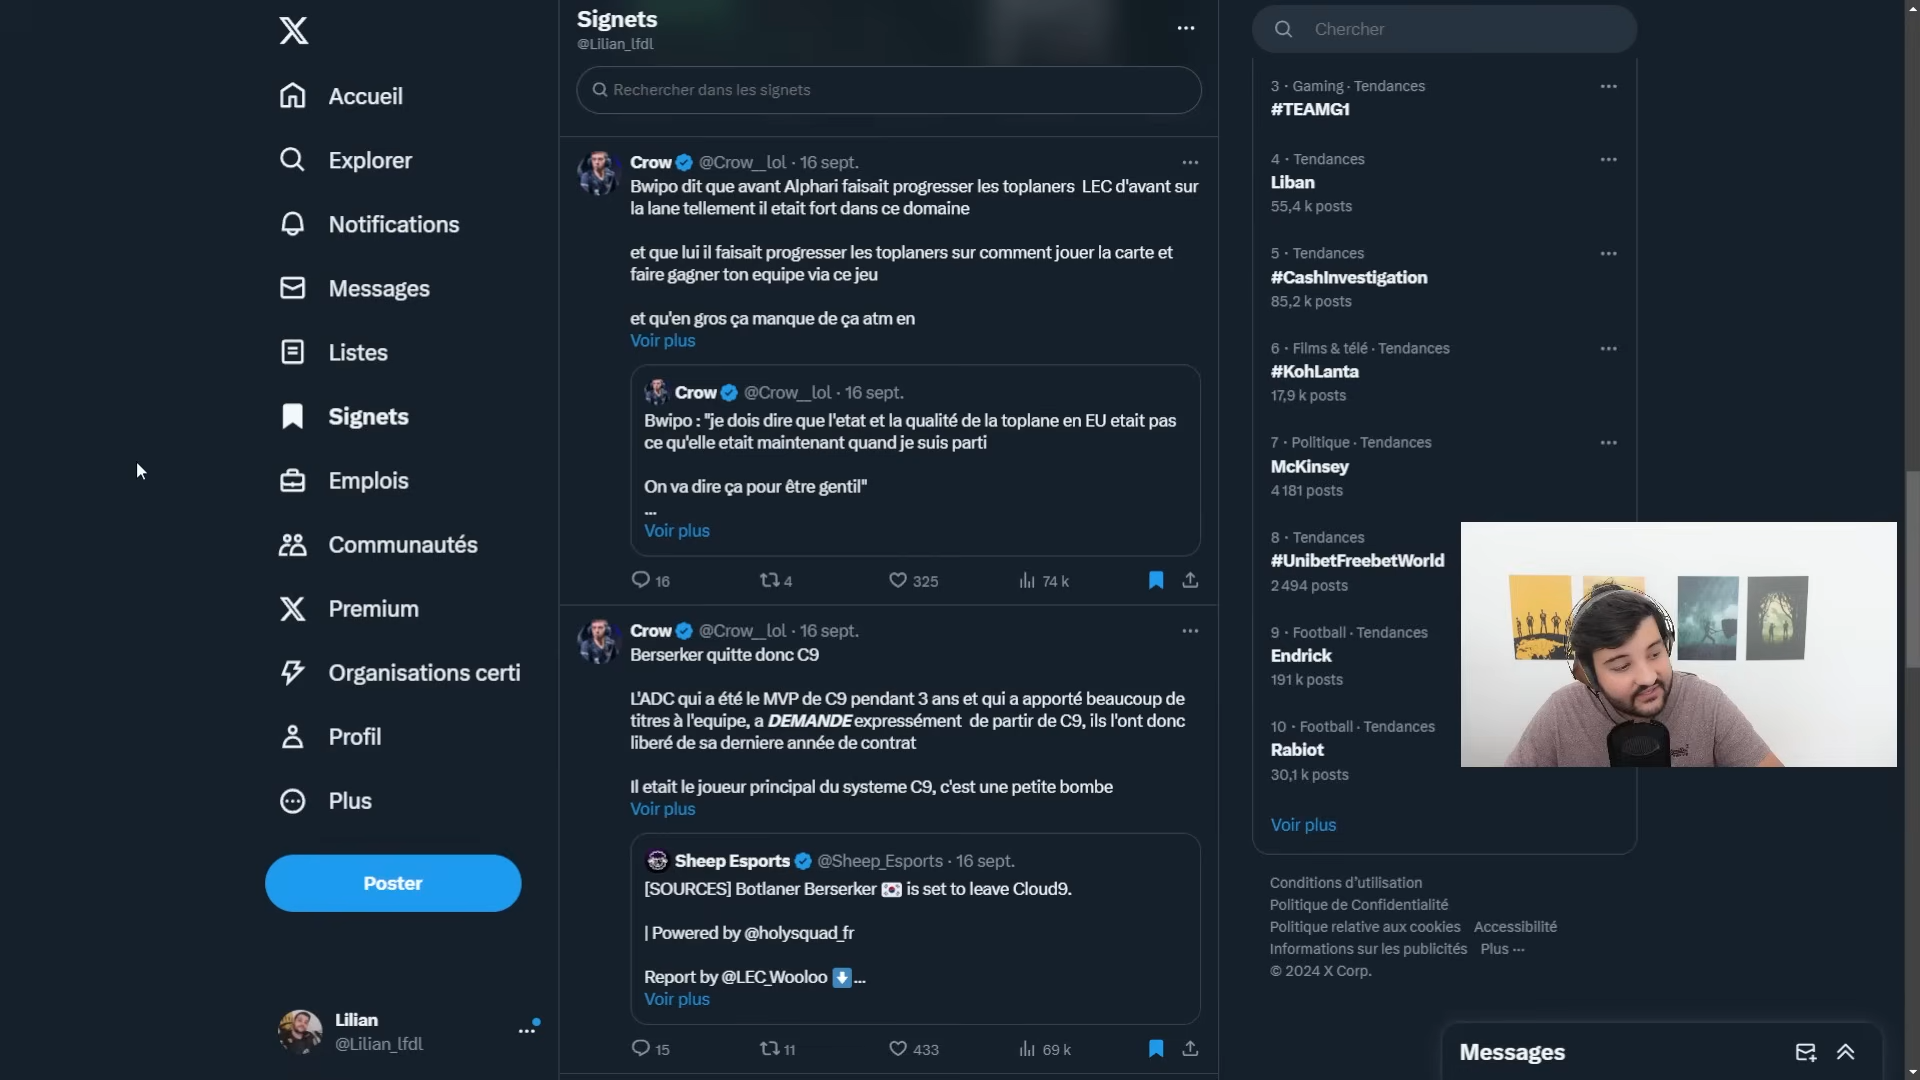 Accueil
Explorer
Notifications
Messages
Listes
Signets
Emplois
Communautés
Premium
Organisations certi
Profil
Plus
Poster
Lilian
@Lilian_lfdl
Signets
@Lilian_lfdl
Rechercher dans les signets
Crow @Crow__lol · 16 sept.
Bwipo dit que avant Alphari faisait progresser les toplaners LEC d'avant sur
la lane tellement il etait fort dans ce domaine
et que lui il faisait progresser les toplaners sur comment jouer la carte et
faire gagner ton equipe via ce jeu
et qu'en gros ça manque de ça atm en
Voir plus
Crow @Crow__lol · 16 sept.
Bwipo : "je dois dire que l'etat et la qualité de la toplane en EU etait pas
ce qu'elle etait maintenant quand je suis parti
On va dire ça pour être gentil"
...
Voir plus
16 4 325 74 k
Crow @Crow__lol · 16 sept.
Berserker quitte donc C9
L'ADC qui a été le MVP de C9 pendant 3 ans et qui a apporté beaucoup de
titres à l'equipe, a DEMANDE expressément de partir de C9, ils l'ont donc
liberé de sa derniere année de contrat
Il etait le joueur principal du systeme C9, c'est une petite bombe
Voir plus
Sheep Esports @Sheep_Esports · 16 sept.
[SOURCES] Botlaner Berserker 🇰🇷 is set to leave Cloud9.
| Powered by @holysquad_fr
Report by @LEC_Wooloo ⬇️...
Voir plus
15 11 433 69 k
Chercher
3 · Gaming · Tendances
#TEAMG1
4 · Tendances
Liban
55,4 k posts
5 · Tendances
#CashInvestigation
85,2 k posts
6 · Films & télé · Tendances
#KohLanta
17,9 k posts
7 · Politique · Tendances
McKinsey
4 181 posts
8 · Tendances
#UnibetFreebetWorld
2 494 posts
9 · Football · Tendances
Endrick
191 k posts
10 · Football · Tendances
Rabiot
30,1 k posts
Voir plus
Conditions d'utilisation
Politique de Confidentialité
Politique relative aux cookies Accessibilité
Informations sur les publicités Plus ···
© 2024 X Corp.
Messages